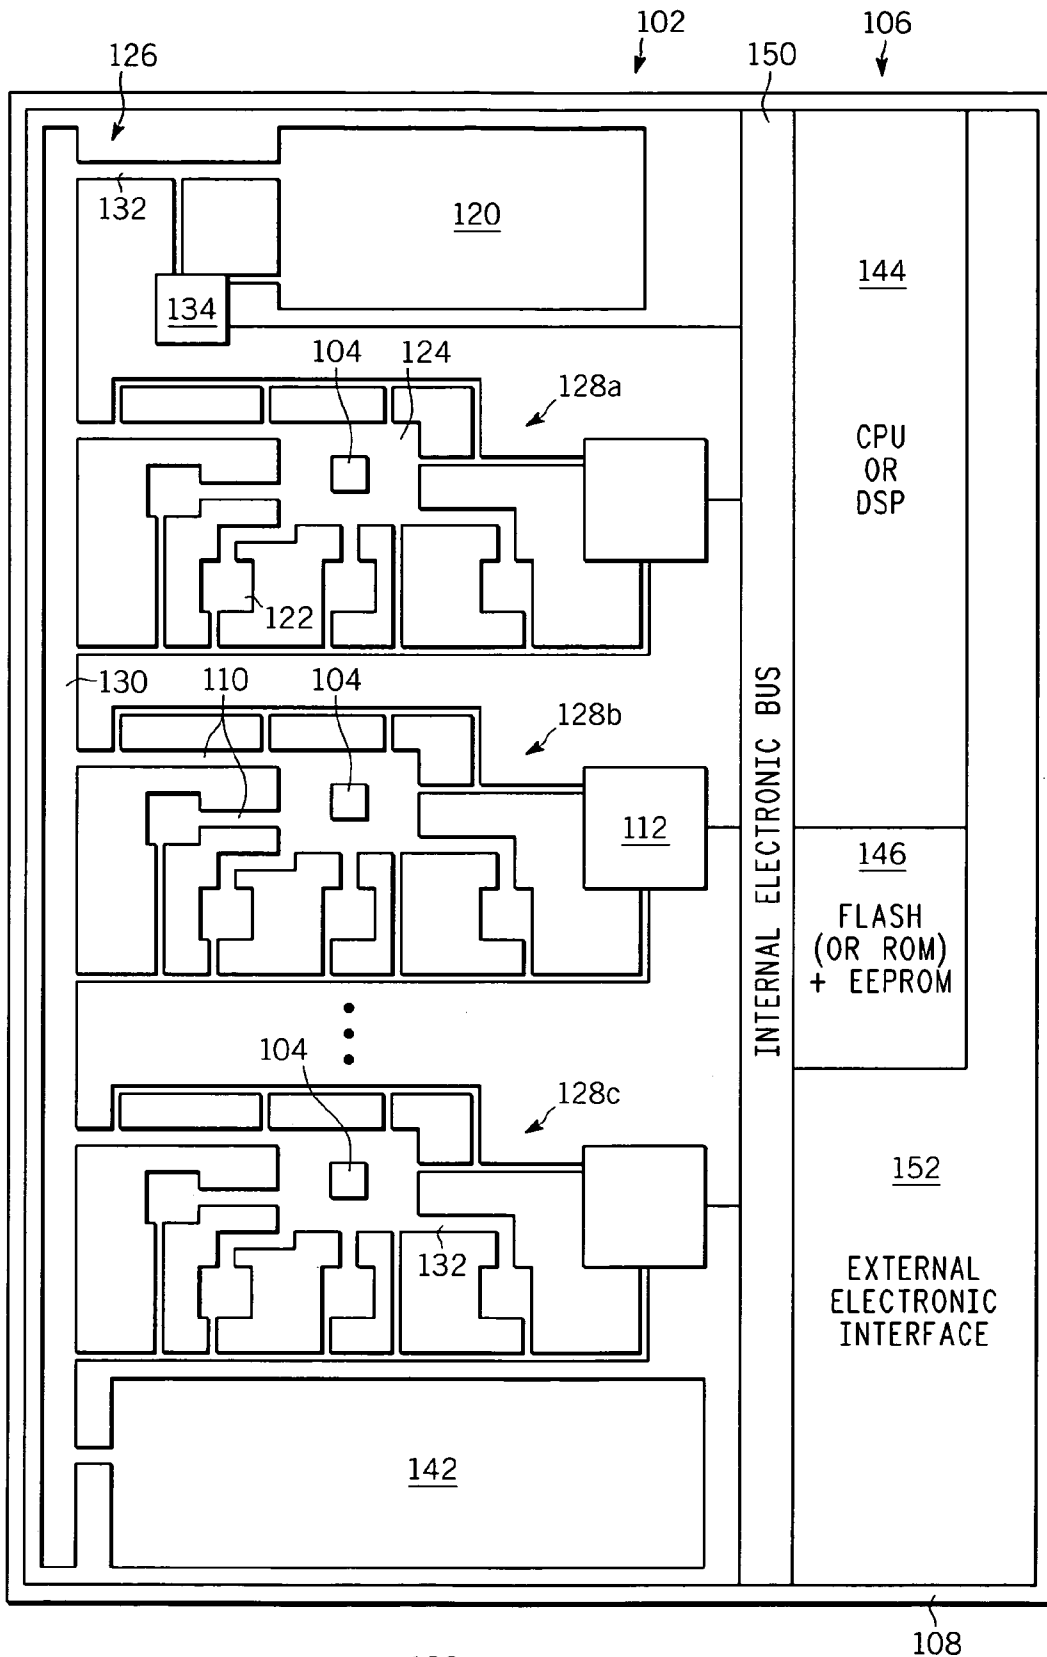 102
106
126
150
132
120
144
134
104
124
128a
CPU
OR
DSP
122
130
110
104
128b
INTERNAL ELECTRONIC BUS
112
146
FLASH
(OR ROM)
+ EEPROM
104
128c
152
132
EXTERNAL
ELECTRONIC
INTERFACE
142
108